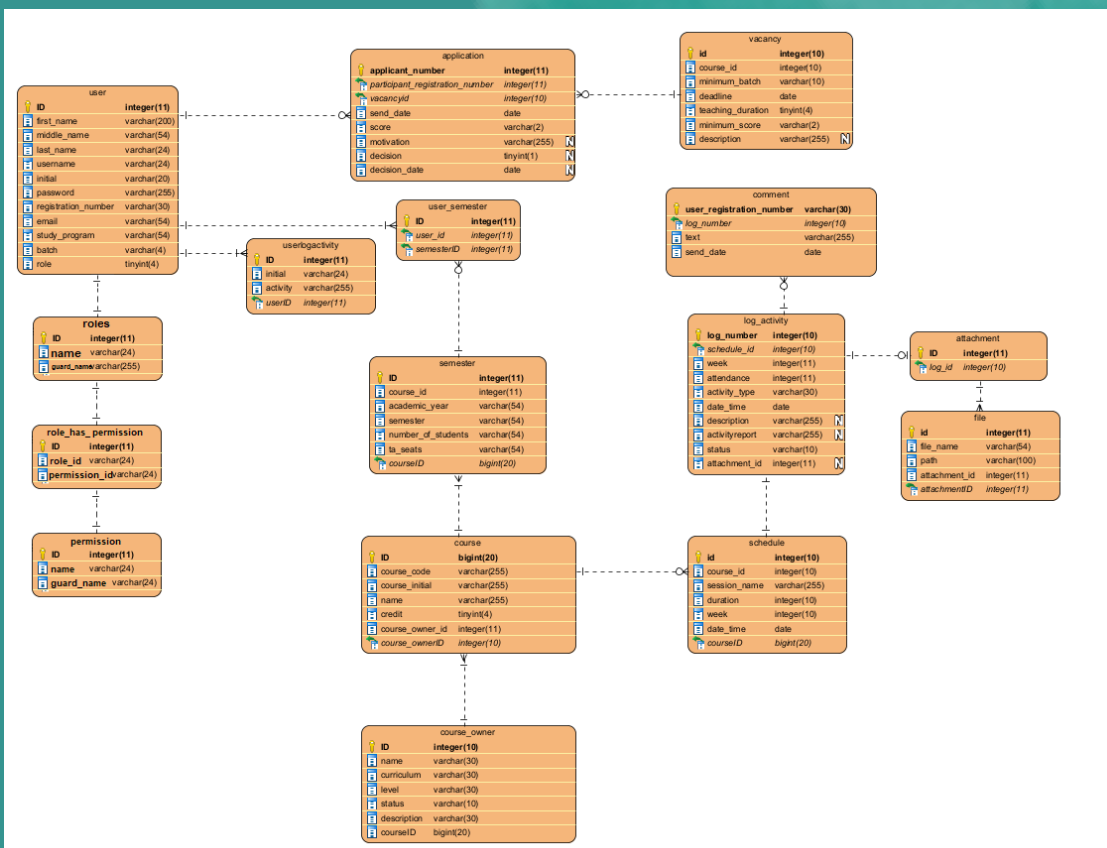 user
ID integer(11)
first_name varchar(200)
middle_name varchar(54)
last_name varchar(24)
username varchar(24)
initial varchar(20)
password varchar(255)
registration_number varchar(30)
email varchar(54)
study_program varchar(54)
batch varchar(4)
role tinyint(4)
application
applicant_number integer(11)
participant_registration_number integer(11)
vacancyid integer(10)
send_date date
score varchar(2)
motivation varchar(255) N
decision tinyint(1) N
decision_date date N
vacancy
id integer(10)
course_id integer(10)
minimum_batch varchar(10)
deadline date
teaching_duration tinyint(4)
minimum_score varchar(2)
description varchar(255) N
user_semester
ID integer(11)
user_id integer(11)
semesterID integer(11)
userlogactivity
ID integer(11)
initial varchar(24)
activity varchar(255)
userID integer(11)
comment
user_registration_number varchar(30)
log_number integer(10)
text varchar(255)
send_date date
roles
ID integer(11)
name varchar(24)
guard_name varchar(255)
role_has_permission
ID integer(11)
role_id varchar(24)
permission_id varchar(24)
permission
ID integer(11)
name varchar(24)
guard_name varchar(24)
semester
ID integer(11)
course_id integer(11)
academic_year varchar(54)
semester varchar(54)
number_of_students varchar(54)
ta_seats varchar(54)
courseID bigint(20)
log_activity
log_number integer(10)
schedule_id integer(10)
week integer(11)
attendance integer(11)
activity_type varchar(30)
date_time date
description varchar(255) N
activityreport varchar(255) N
status varchar(10)
attachment_id integer(11) N
attachment
ID integer(11)
log_id integer(10)
file
id integer(11)
file_name varchar(54)
path varchar(100)
attachment_id integer(11)
attachmentID integer(11)
course
ID bigint(20)
course_code varchar(255)
course_initial varchar(255)
name varchar(255)
credit tinyint(4)
course_owner_id integer(11)
course_ownerID integer(10)
schedule
id integer(10)
course_id integer(10)
session_name varchar(255)
duration integer(10)
week integer(10)
date_time date
courseID bigint(20)
course_owner
ID integer(10)
name varchar(30)
curriculum varchar(30)
level varchar(30)
status varchar(10)
description varchar(30)
courseID bigint(20)